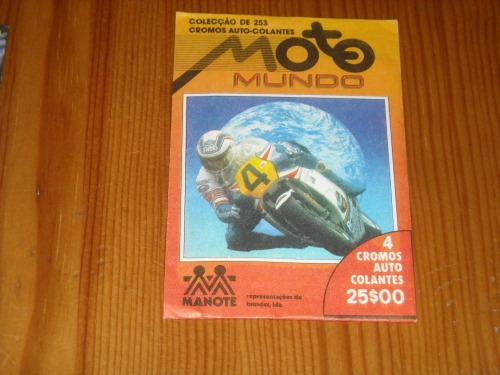 COLECÇÃO DE 253
CROMOS AUTO-COLANTES
MOTO
MUNDO
4
4
CROMOS
AUTO
COLANTES
25$00
MANOTE
representações de
brandas, lda.